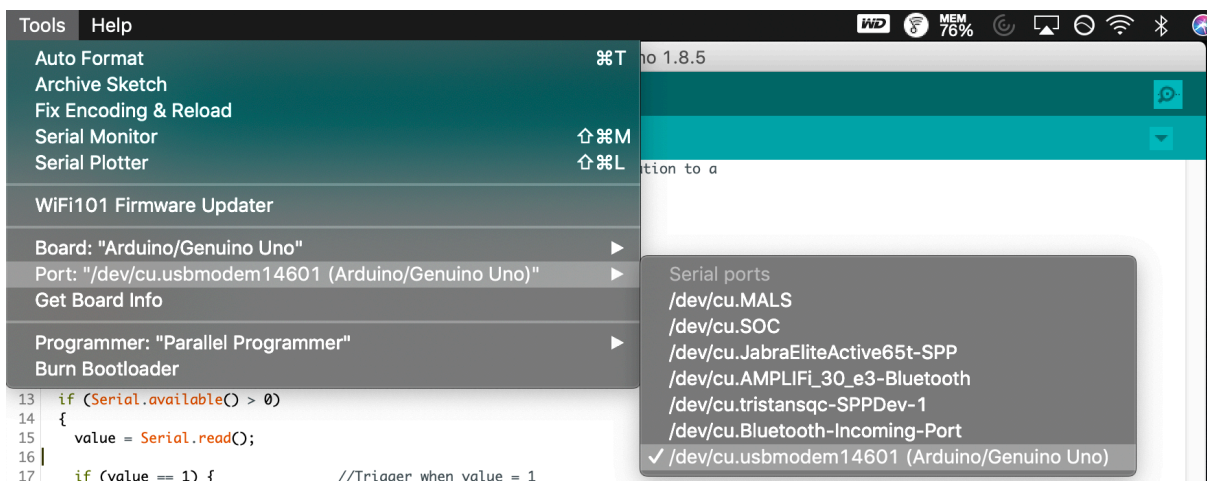 Tools Help WD MEM 76%
no 1.8.5
Auto Format ⌘T
Archive Sketch
Fix Encoding & Reload
Serial Monitor ⇧⌘M
Serial Plotter ⇧⌘L
WiFi101 Firmware Updater
Board: "Arduino/Genuino Uno" ▶
Port: "/dev/cu.usbmodem14601 (Arduino/Genuino Uno)" ▶
Get Board Info
Programmer: "Parallel Programmer" ▶
Burn Bootloader
tion to a
Serial ports
/dev/cu.MALS
/dev/cu.SOC
/dev/cu.JabraEliteActive65t-SPP
/dev/cu.AMPLIFi_30_e3-Bluetooth
/dev/cu.tristansqc-SPPDev-1
/dev/cu.Bluetooth-Incoming-Port
✓ /dev/cu.usbmodem14601 (Arduino/Genuino Uno)
13 if (Serial.available() > 0)
14 {
15 value = Serial.read();
16
17 if (value == 1) { //Trigger when value = 1